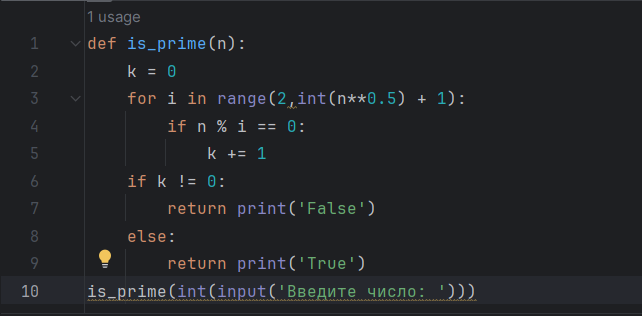 1 usage
1 def is_prime(n):
2 k = 0
3 for i in range(2,int(n**0.5) + 1):
4 if n % i == 0:
5 k += 1
6 if k != 0:
7 return print('False')
8 else:
9 return print('True')
10 is_prime(int(input('Введите число: ')))